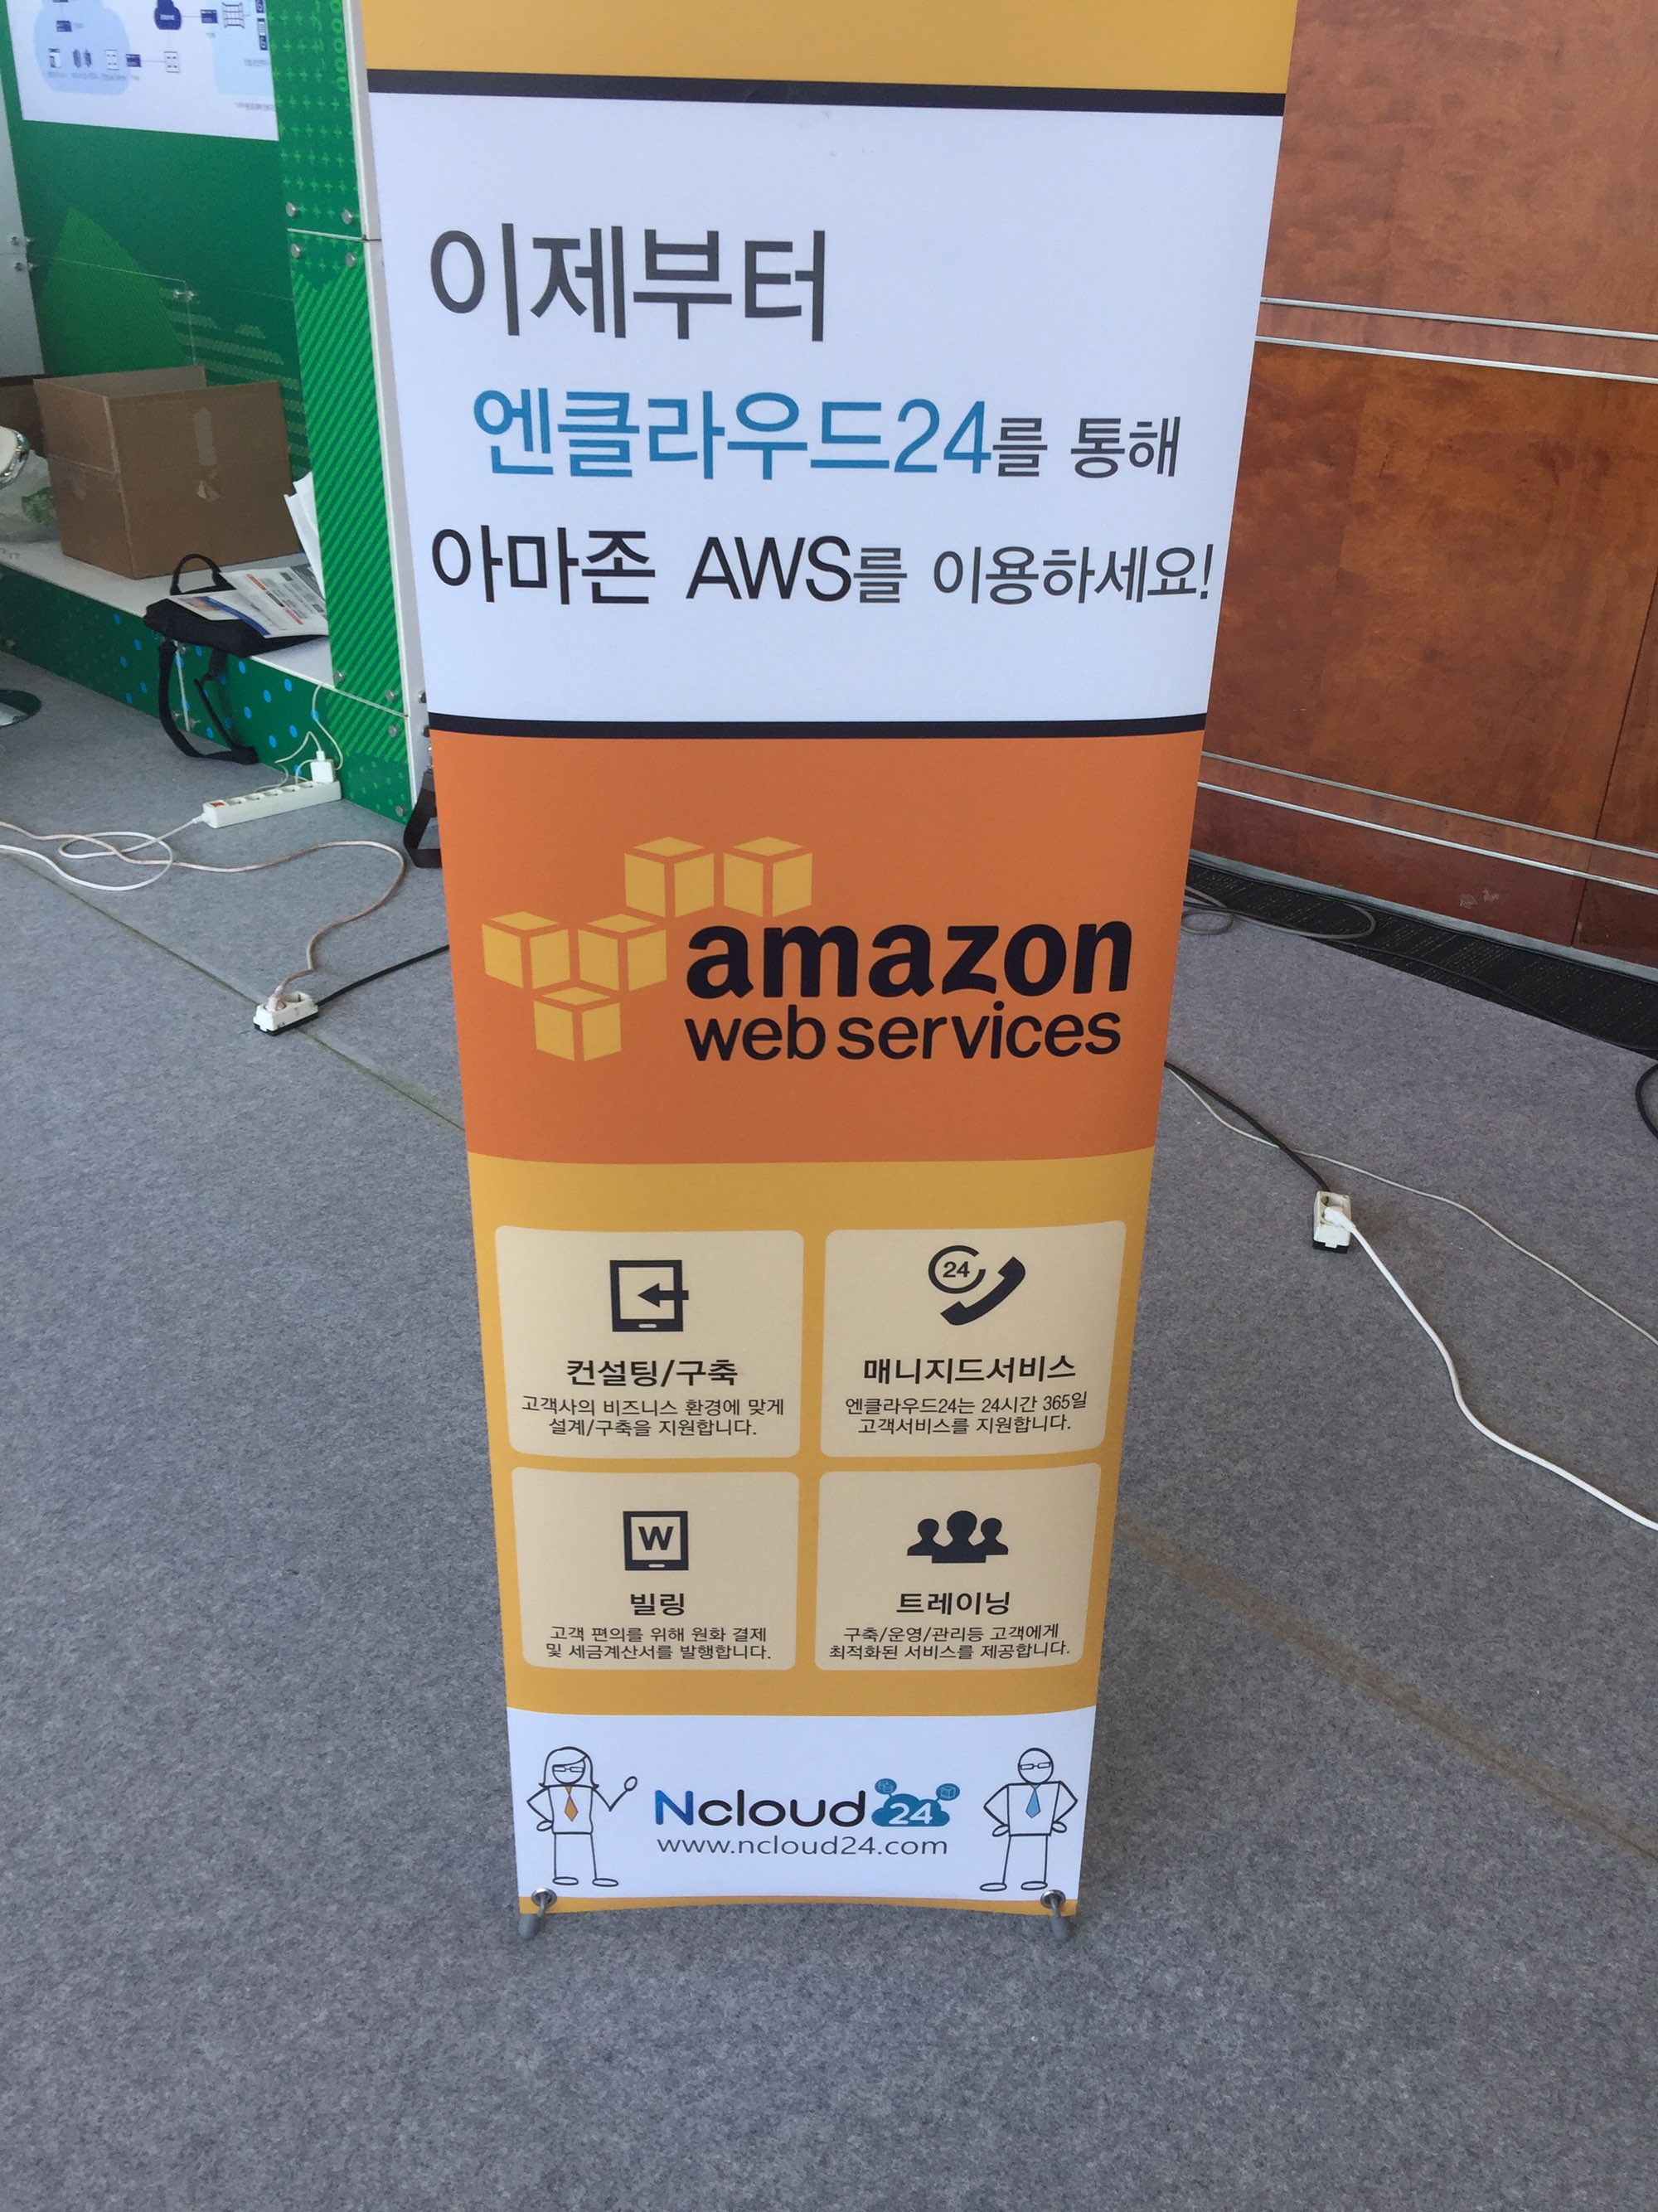 이제부터
엔클라우드24를 통해
아마존 AWS를 이용하세요!
amazon
web services
24
컨설팅/구축
고객사의 비즈니스 환경에 맞게
설계/구축을 지원합니다.
매니지드서비스
엔클라우드24는 24시간 365일
고객서비스를 지원합니다.
W
빌링
고객 편의를 위해 원화 결제
및 세금계산서를 발행합니다.
트레이닝
구축/운영/관리등 고객에게
최적화된 서비스를 제공합니다.
Ncloud 24
www.ncloud24.com